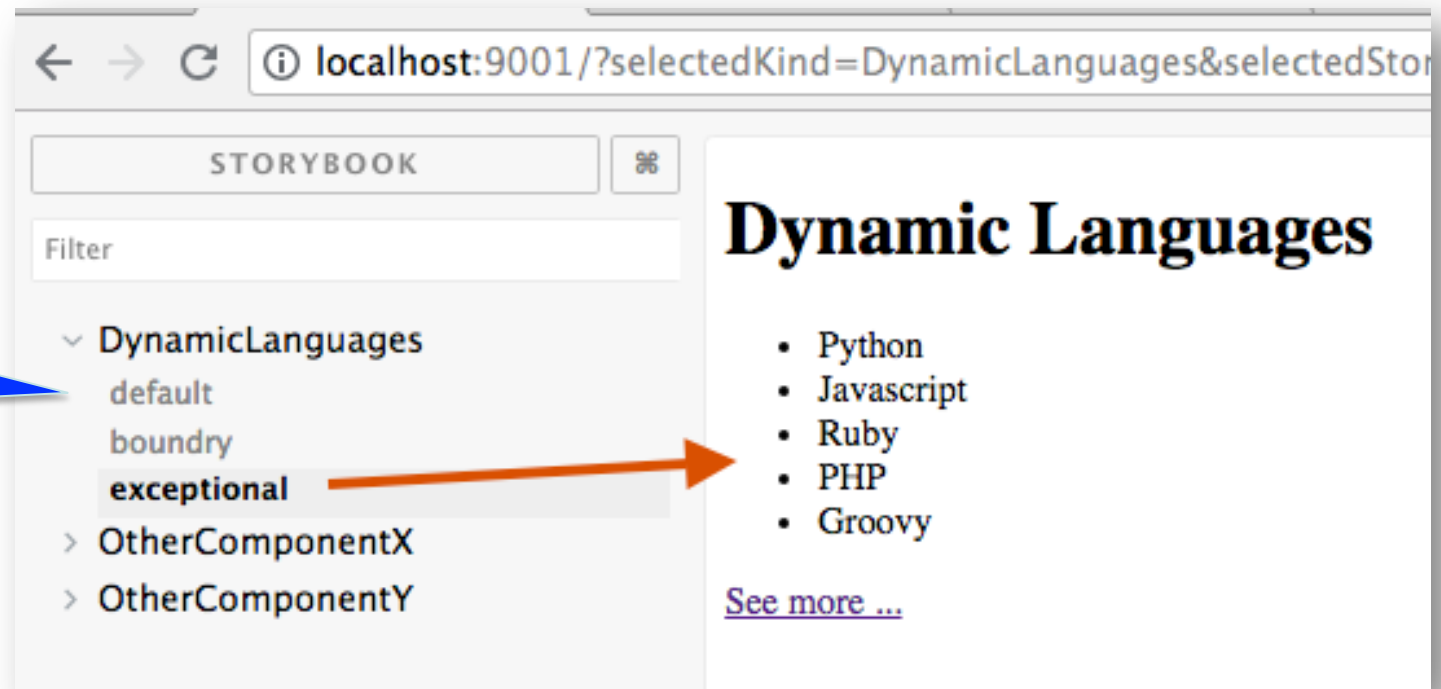 localhost:9001/?selectedKind=DynamicLanguages&selectedStor
STORYBOOK ⌘
Filter
DynamicLanguages
default
boundry
exceptional
OtherComponentX
OtherComponentY
Dynamic Languages
• Python
• Javascript
• Ruby
• PHP
• Groovy
See more ...